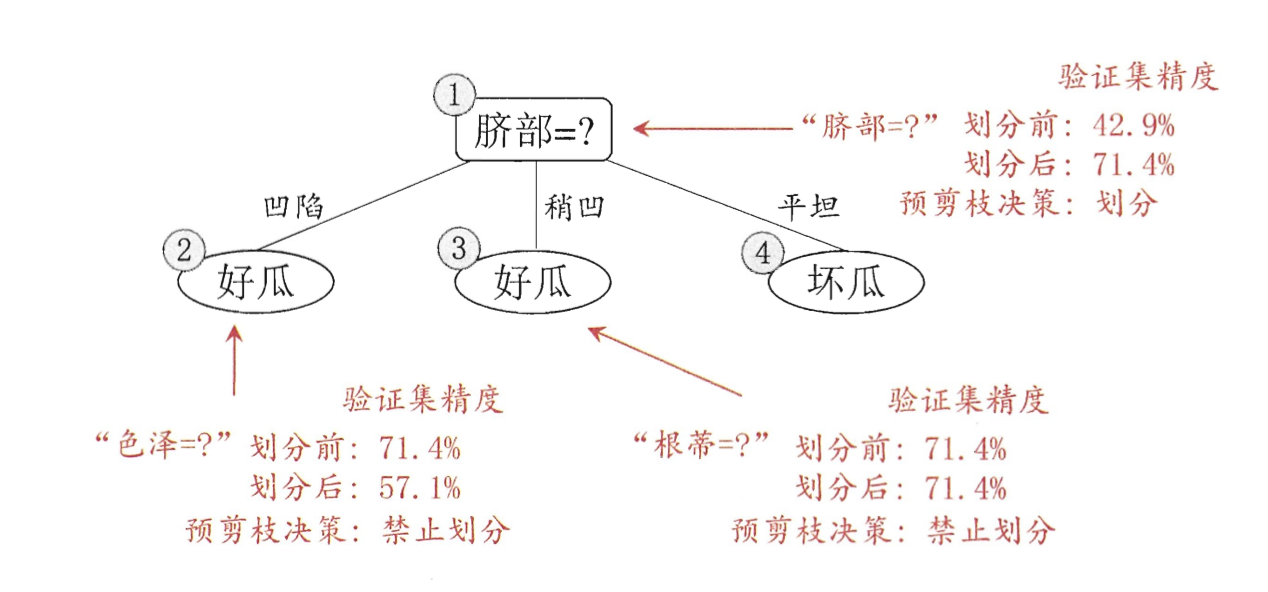 验证集精度
①
脐部=?
“脐部=?” 划分前: 42.9%
划分后: 71.4%
预剪枝决策: 划分
凹陷
稍凹
平坦
②
好瓜
③
好瓜
④
坏瓜
验证集精度
“色泽=?” 划分前: 71.4%
划分后: 57.1%
预剪枝决策: 禁止划分
验证集精度
“根蒂=?” 划分前: 71.4%
划分后: 71.4%
预剪枝决策: 禁止划分